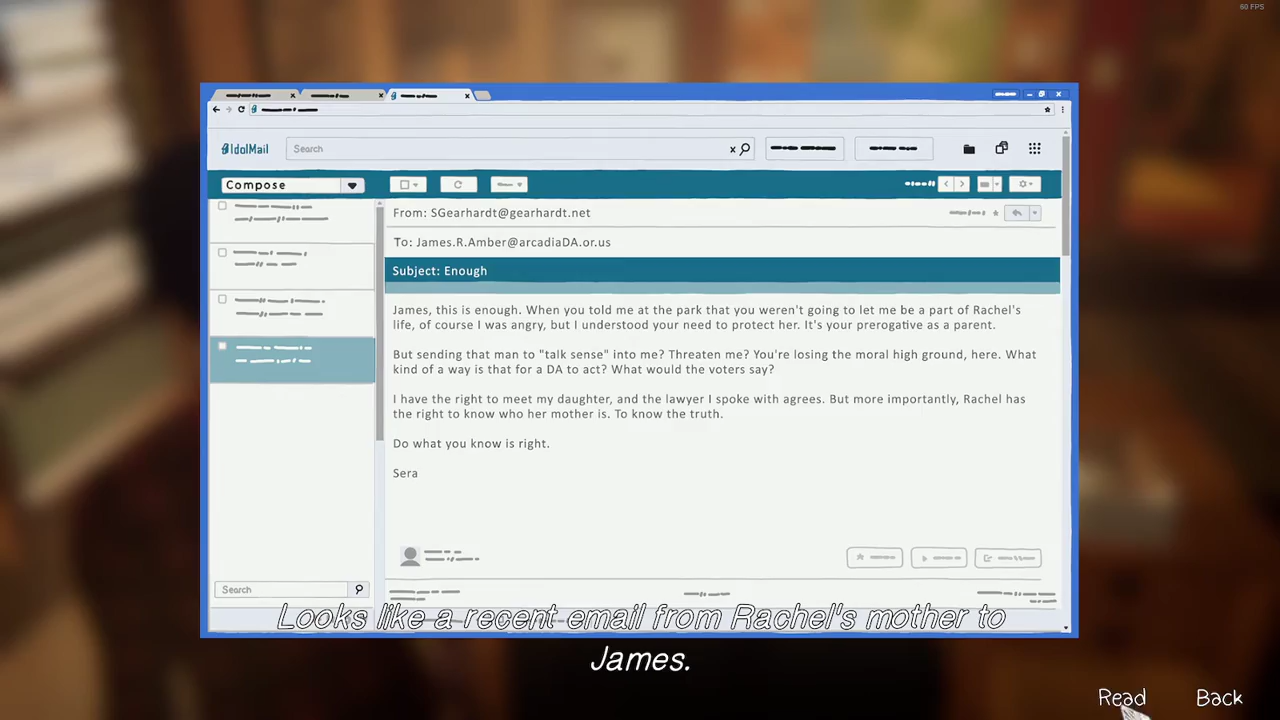 60 FPS
IdolMail
Search
x
Compose
From: SGearhardt@gearhardt.net
To: James.R.Amber@arcadiaDA.or.us
Subject: Enough
James, this is enough. When you told me at the park that you weren't going to let me be a part of Rachel's
life, of course I was angry, but I understood your need to protect her. It's your prerogative as a parent.
But sending that man to "talk sense" into me? Threaten me? You're losing the moral high ground, here. What
kind of a way is that for a DA to act? What would the voters say?
I have the right to meet my daughter, and the lawyer I spoke with agrees. But more importantly, Rachel has
the right to know who her mother is. To know the truth.
Do what you know is right.
Sera
Search
Looks like a recent email from Rachel's mother to
James.
Read
Back